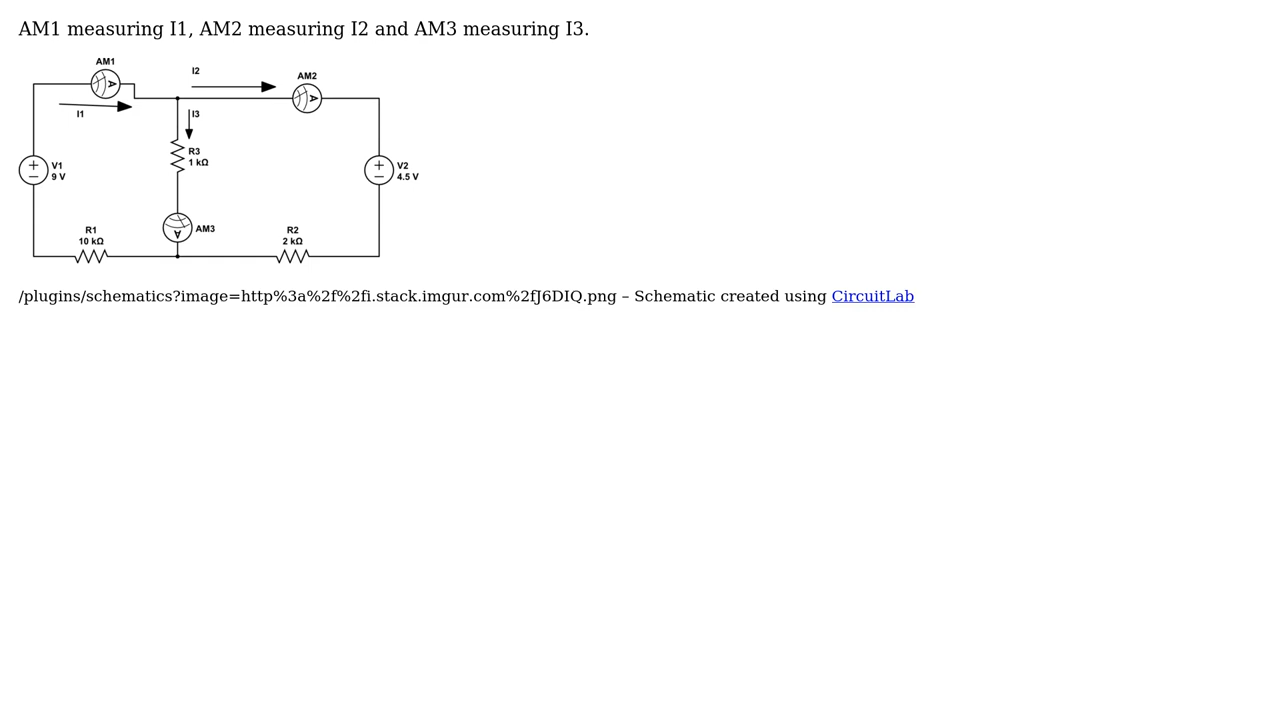 AM1 measuring I1, AM2 measuring I2 and AM3 measuring I3.
AM1
I2
AM2
A
A
I1
I3
R3
1 kΩ
V1
9 V
V2
4.5 V
A
AM3
R1
10 kΩ
R2
2 kΩ
/plugins/schematics?image=http%3a%2f%2fi.stack.imgur.com%2fJ6DIQ.png – Schematic created using CircuitLab